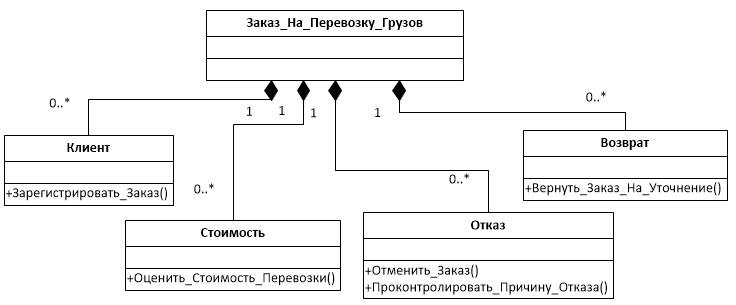 Заказ_На_Перевозку_Грузов
0..*
1
1
1
1
0..*
Клиент
+Зарегистрировать_Заказ()
Возврат
+Вернуть_Заказ_На_Уточнение()
0..*
0..*
Стоимость
+Оценить_Стоимость_Перевозки()
Отказ
+Отменить_Заказ()
+Проконтролировать_Причину_Отказа()